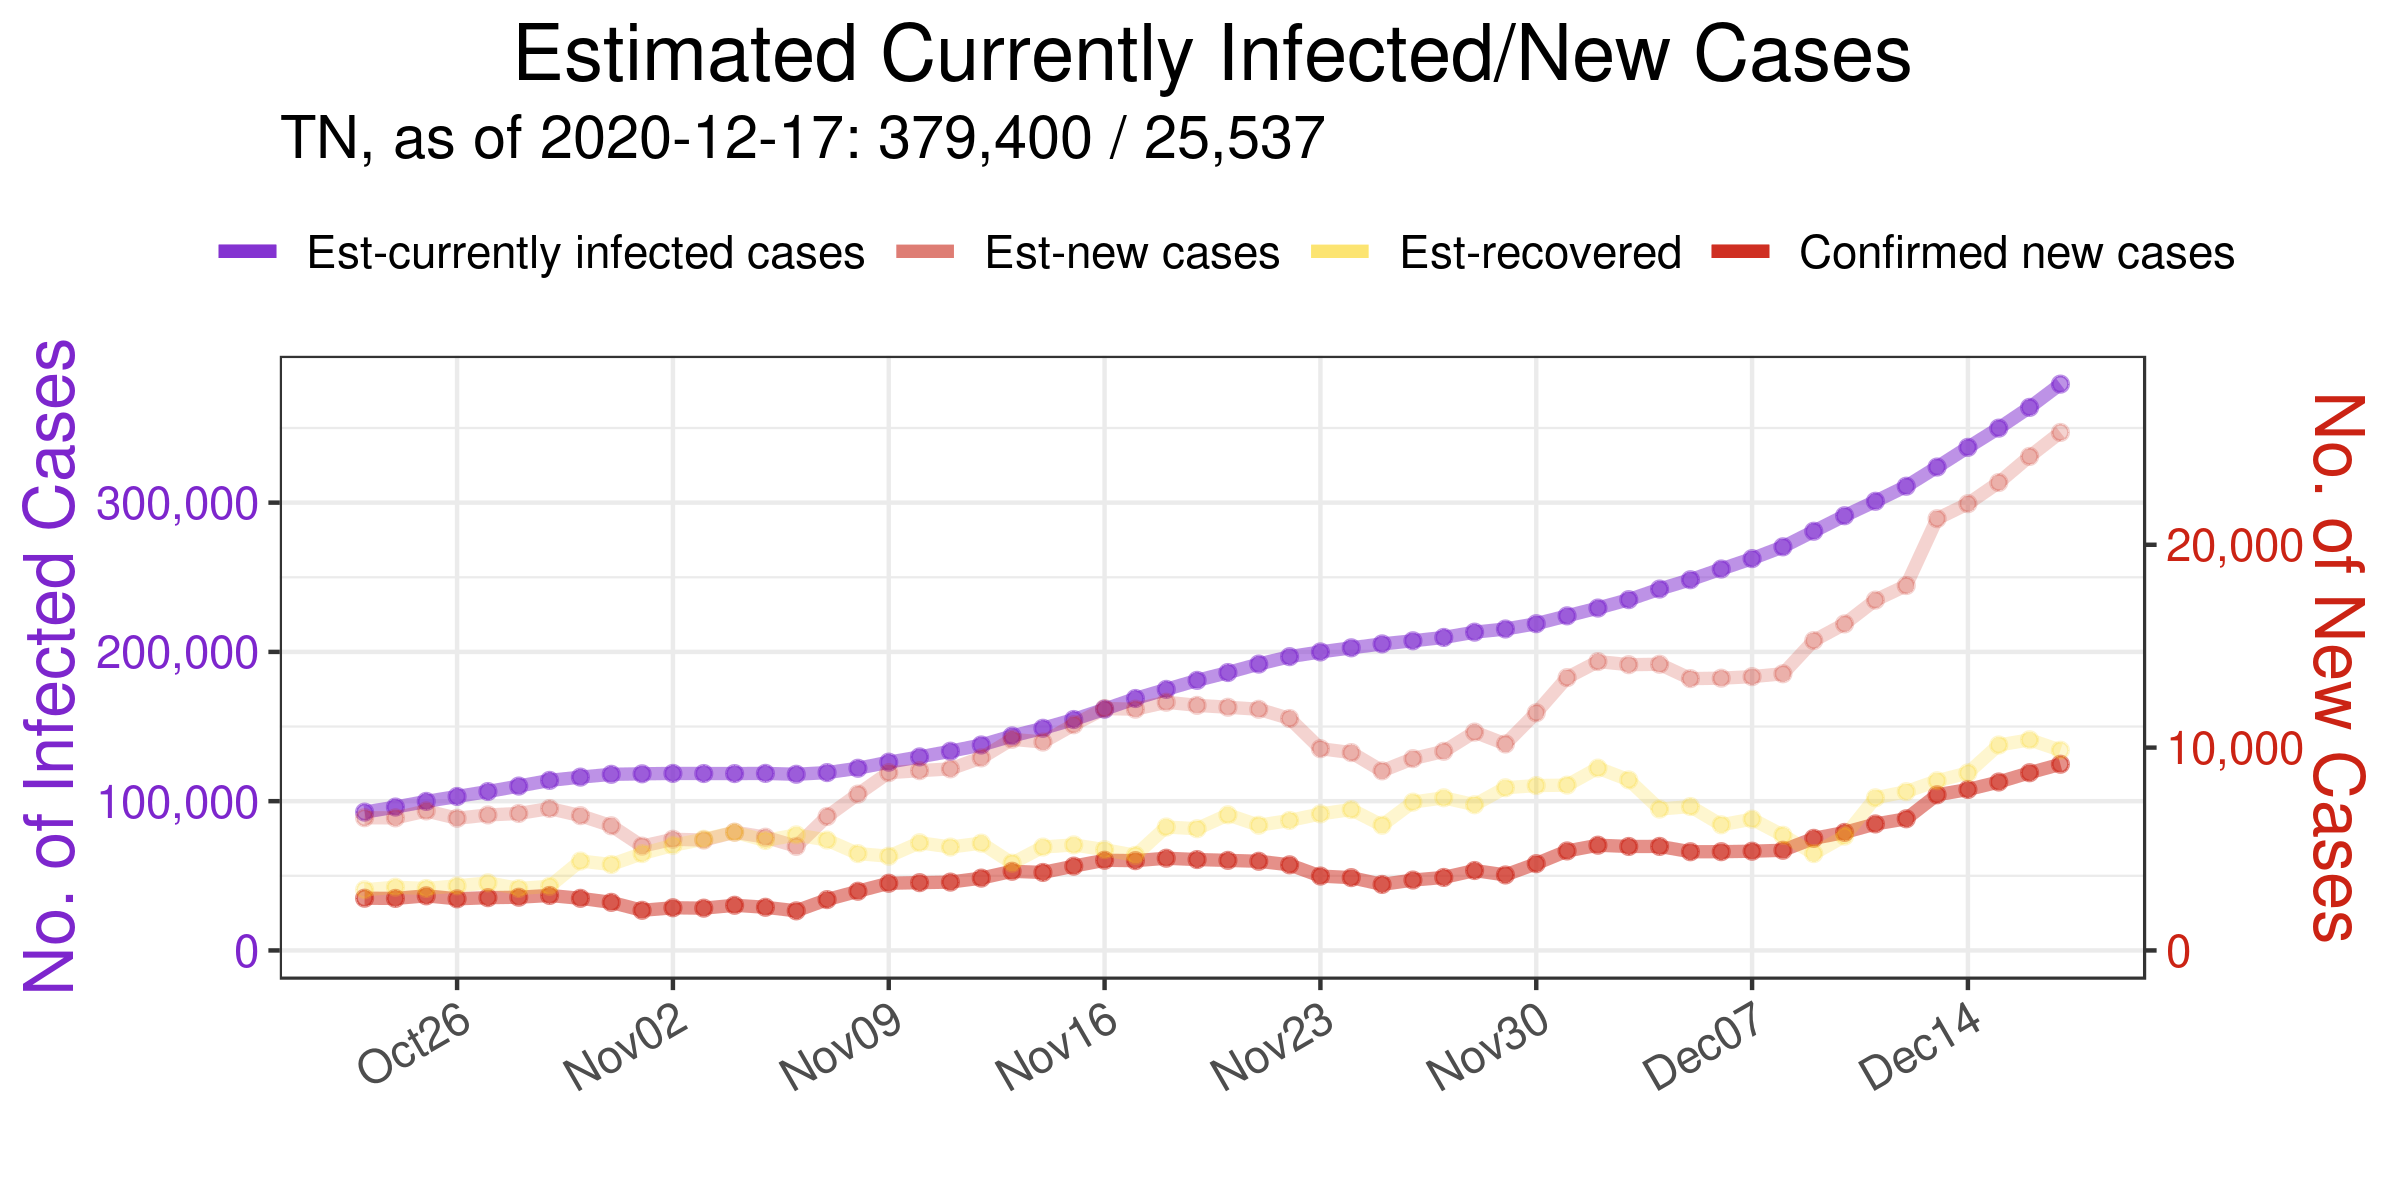 Estimated Currently Infected/New Cases
TN, as of 2020-12-17: 379,400 / 25,537
Est-currently infected cases Est-new cases Est-recovered Confirmed new cases
No. of Infected Cases
300,000
200,000
100,000
0
20,000
10,000
0
No. of New Cases
Oct26 Nov02 Nov09 Nov16 Nov23 Nov30 Dec07 Dec14